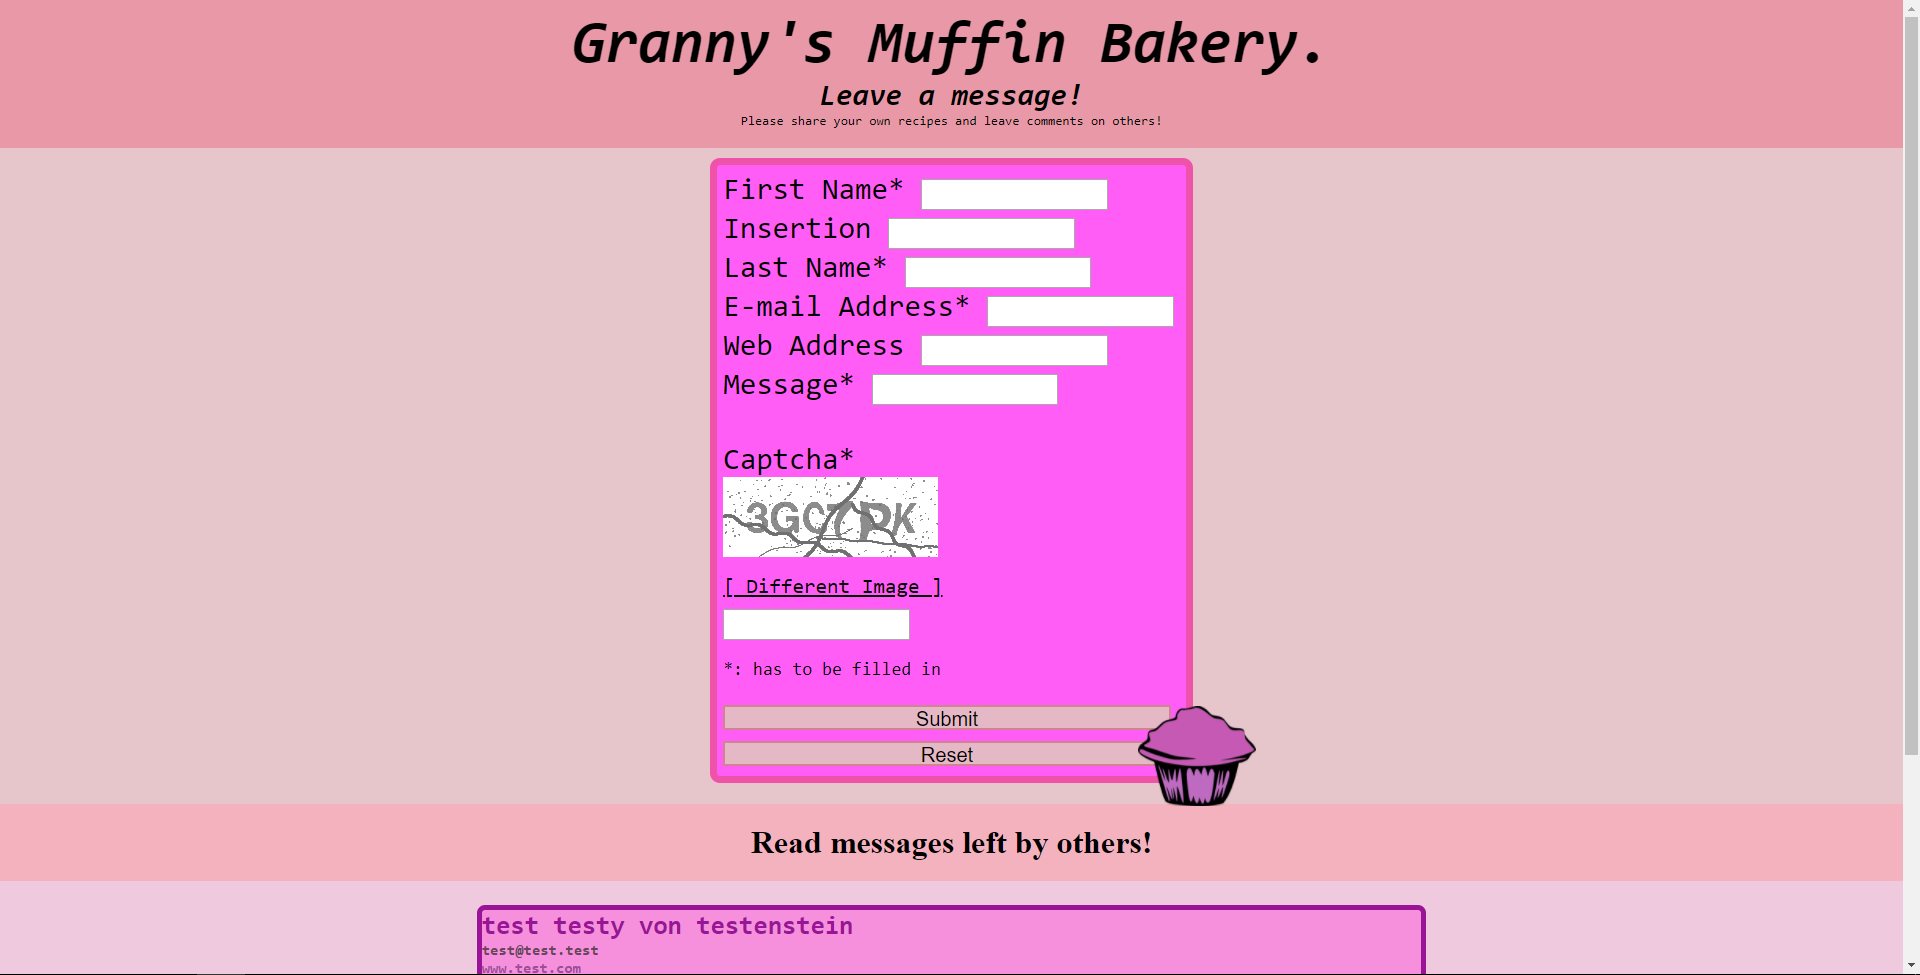 Granny's Muffin Bakery.
Leave a message!
Please share your own recipes and leave comments on others!
First Name*
Insertion
Last Name*
E-mail Address*
Web Address
Message*
Captcha*
3GC7PK
[ Different Image ]
*: has to be filled in
Submit
Reset
Read messages left by others!
test testy von testenstein
test@test.test
www.test.com